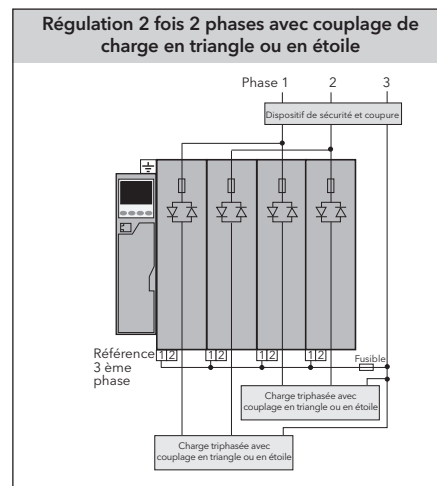 Régulation 2 fois 2 phases avec couplage de
charge en triangle ou en étoile
Phase 1 2 3
Dispositif de sécurité et coupure
Référence
3 ème
phase
1 2 1 2 1 2 1 2
Fusible
Charge triphasée avec
couplage en triangle ou en étoile
Charge triphasée avec
couplage en triangle ou en étoile